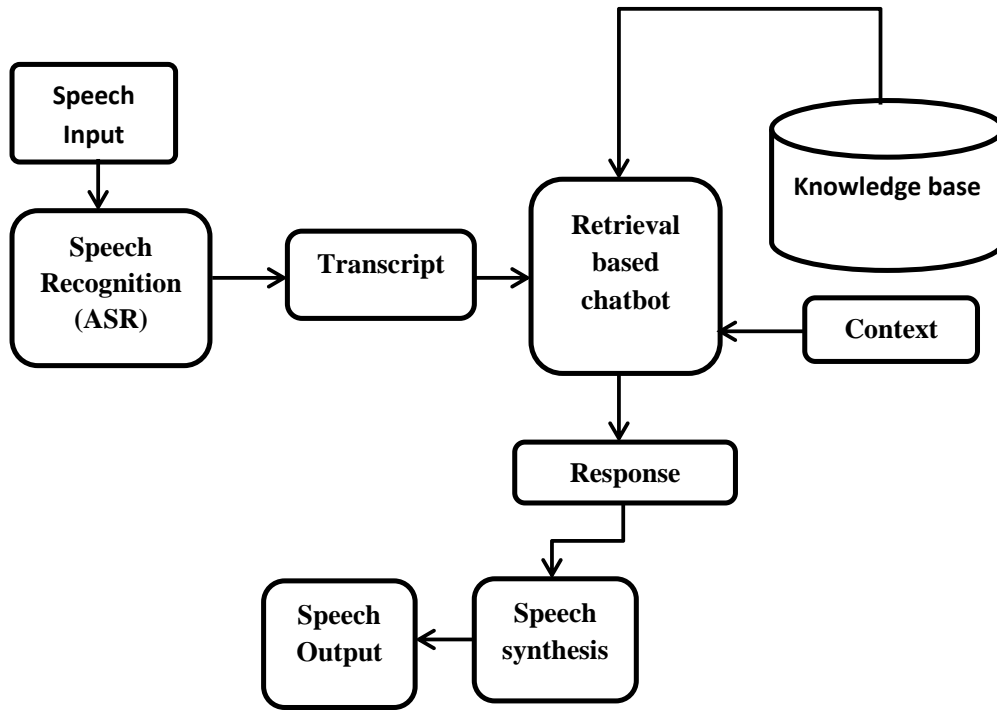 Speech
Input
Knowledge base
Speech
Recognition
(ASR)
Transcript
Retrieval
based
chatbot
Context
Response
Speech
Output
Speech
synthesis